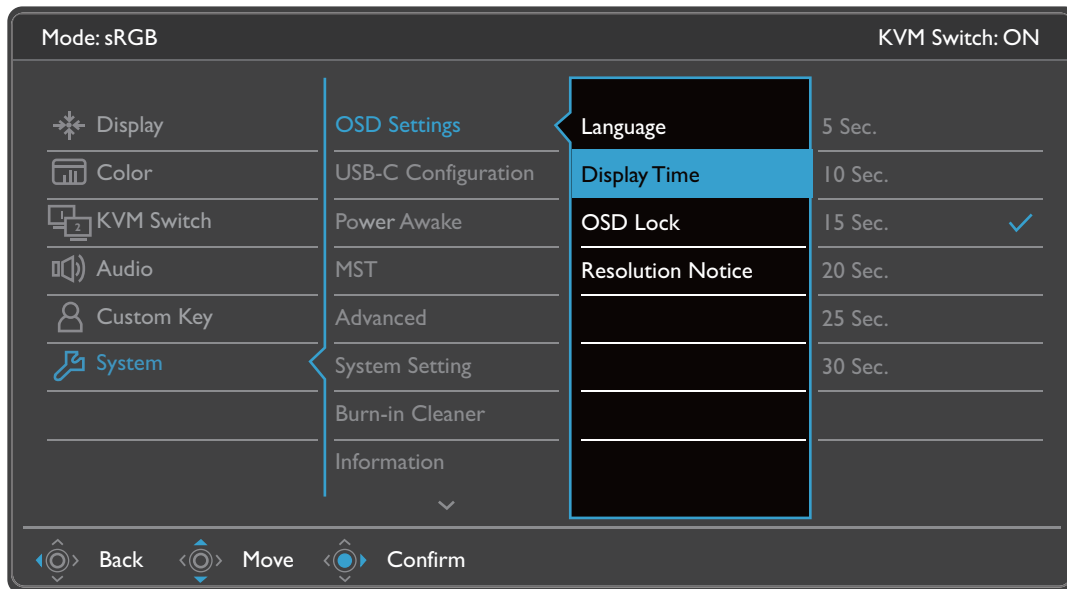 Mode: sRGB
KVM Switch: ON
Display
Color
1
2
KVM Switch
Audio
Custom Key
System
OSD Settings
USB-C Configuration
Power Awake
MST
Advanced
System Setting
Burn-in Cleaner
Information
Language
Display Time
OSD Lock
Resolution Notice
5 Sec.
10 Sec.
15 Sec.
20 Sec.
25 Sec.
30 Sec.
Back
Move
Confirm